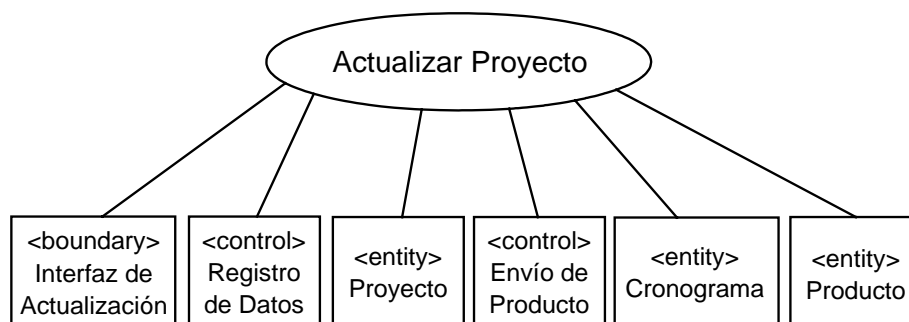 Actualizar Proyecto
<boundary>
Interfaz de
Actualización
<control>
Registro
de Datos
<entity>
Proyecto
<control>
Envío de
Producto
<entity>
Cronograma
<entity>
Producto